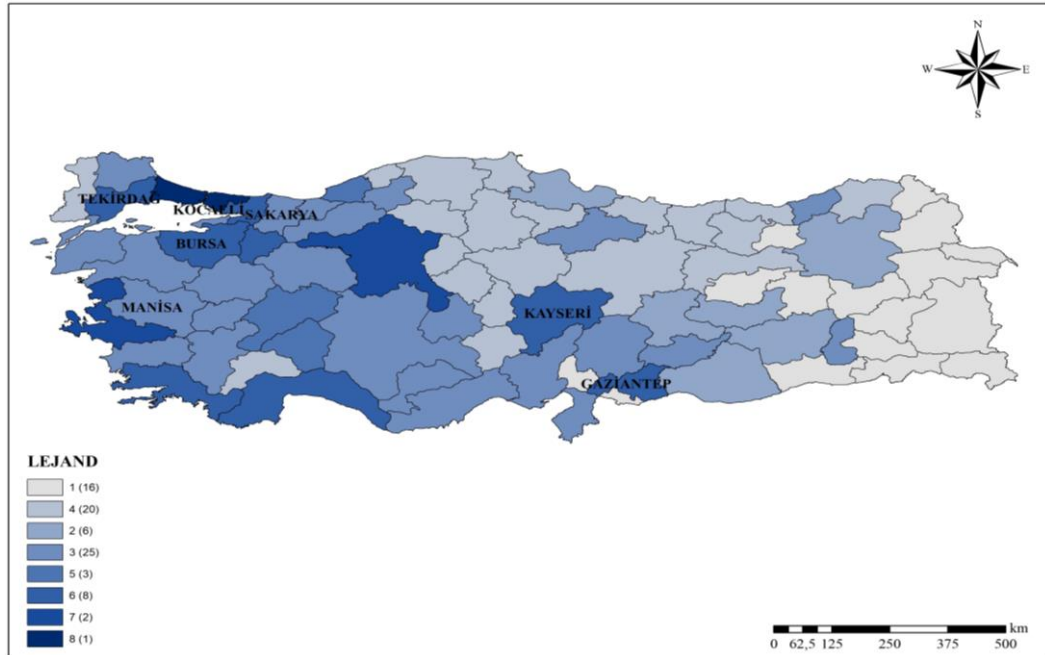 N
W E
S
TEKİRDAĞ
KOCAELİ SAKARYA
BURSA
MANİSA
KAYSERİ
GAZİANTEP
LEJAND
1 (16)
4 (20)
2 (6)
3 (25)
5 (3)
6 (8)
7 (2)
8 (1)
km
0 62,5 125 250 375 500